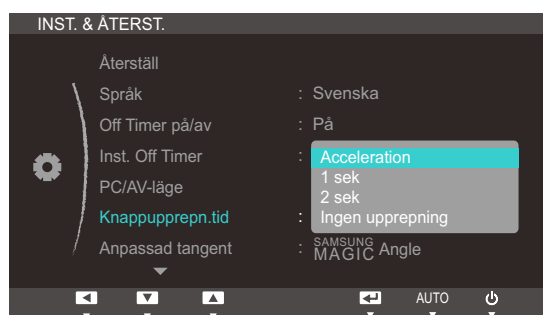 INST. & ÅTERST.
Återställ
Språk : Svenska
Off Timer på/av : På
Inst. Off Timer : Acceleration
1 sek
PC/AV-läge
2 sek
Knappupprepn.tid : Ingen upprepning
Anpassad tangent : SAMSUNG MAGIC Angle
AUTO